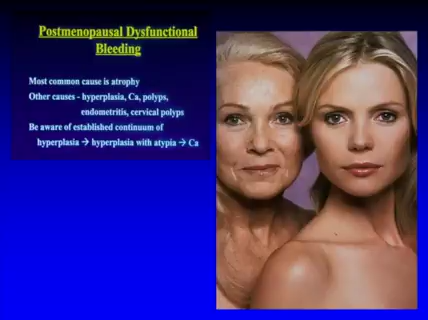 Postmenopausal Dysfunctional
Bleeding
Most common cause is atrophy
Other causes - hyperplasia, Ca, polyps,
endometritis, cervical polyps
Be aware of established continuum of
hyperplasia → hyperplasia with atypia → Ca